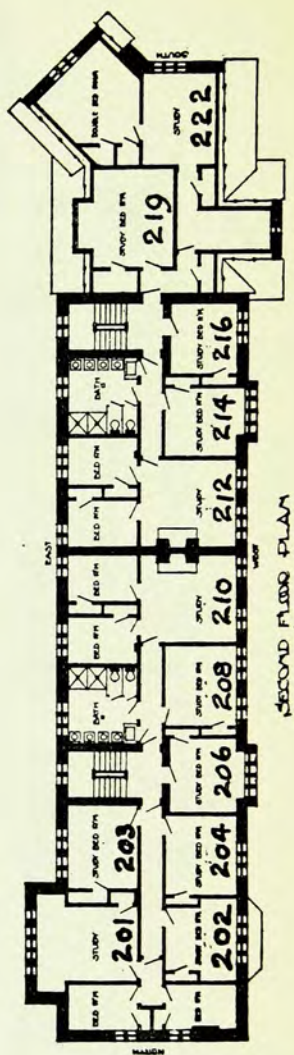 SOUTH
DOUBLE BED RM
STUDY
222
STUDY BED RM
219
STUDY BED RM
216
BATH
STUDY BED RM
214
BED RM
BED RM
STUDY
212
EAST
WEST
BED RM
STUDY
210
BED RM
STUDY BED RM
208
BATH
STUDY BED RM
206
STUDY BED RM
203
STUDY BED RM
204
STUDY
201
STUDY BED RM
202
BED RM
BED RM
SECOND FLOOR PLAN